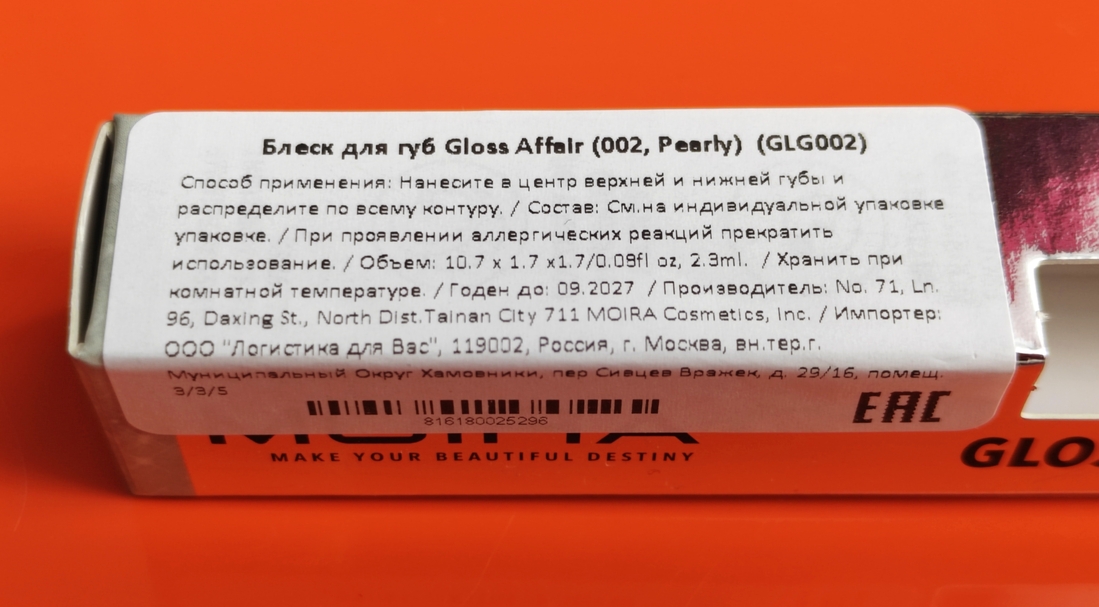 Блеск для губ Gloss Affair (002, Pearly) (GLG002)
Способ применения: Нанесите в центр верхней и нижней губы и
распределите по всему контуру. / Состав: См.на индивидуальной упаковке
упаковке. / При проявлении аллергических реакций прекратить
использование. / Объем: 10.7 x 1.7 x1.7/0.08fl oz, 2.3ml. / Хранить при
комнатной температуре. / Годен до: 09.2027 / Производитель: No. 71, Ln.
96, Daxing St., North Dist.Tainan City 711 MOIRA Cosmetics, Inc. / Импортер:
ООО "Логистика для Вас", 119002, Россия, г. Москва, вн.тер.г.
Муниципальный Округ Хамовники, пер Сивцев Вражек, д. 29/16, помещ.
3/3/5
816180025296
EAC
MOIRA
MAKE YOUR BEAUTIFUL DESTINY